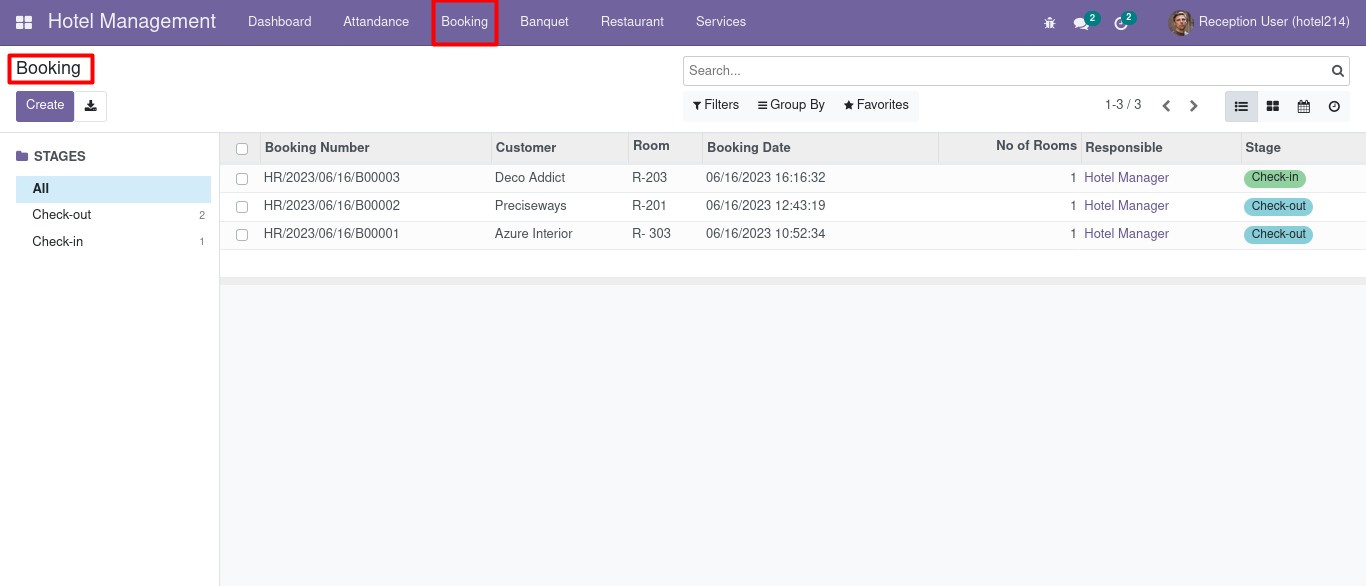 Hotel Management Dashboard Attandance Booking Banquet Restaurant Services 2 2 Reception User (hotel214)
Booking
Search...
Create
Filters Group By Favorites 1-3 / 3
STAGES
All
Check-out 2
Check-in 1
Booking Number Customer Room Booking Date No of Rooms Responsible Stage
HR/2023/06/16/B00003 Deco Addict R-203 06/16/2023 16:16:32 1 Hotel Manager Check-in
HR/2023/06/16/B00002 Preciseways R-201 06/16/2023 12:43:19 1 Hotel Manager Check-out
HR/2023/06/16/B00001 Azure Interior R- 303 06/16/2023 10:52:34 1 Hotel Manager Check-out